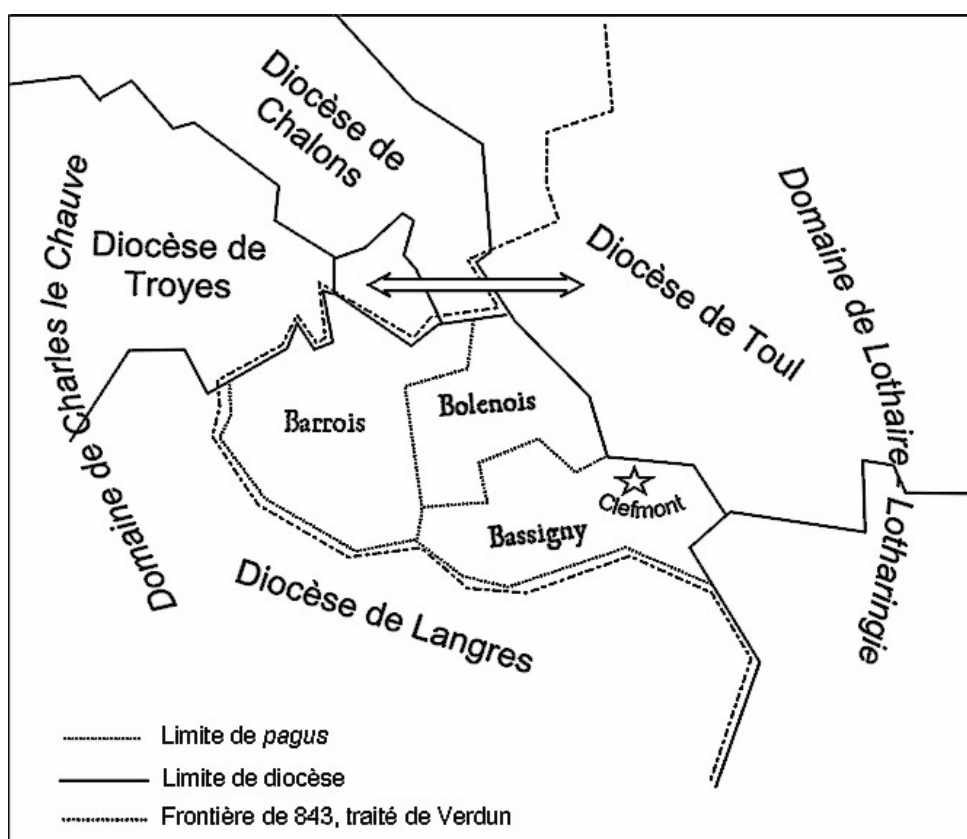 Diocèse de
Chalons
Domaine de Charles le Chauve
Diocèse de
Troyes
Diocèse de Toul
Domaine de Lothaire - Lotharingie
Barrois
Bolenois
Clefmont
Bassigny
Diocèse de Langres
Limite de pagus
Limite de diocèse
Frontière de 843, traité de Verdun